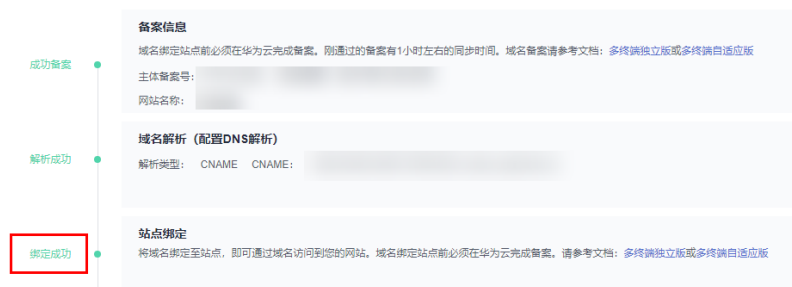 备案信息
域名绑定站点前必须在华为云完成备案。刚通过的备案有1小时左右的同步时间。域名备案请参考文档：多终端独立版或多终端自适应版
成功备案
主体备案号：
网站名称：
域名解析（配置DNS解析）
解析成功
解析类型： CNAME CNAME：
站点绑定
绑定成功
将域名绑定至站点，即可通过域名访问到您的网站。域名绑定站点前必须在华为云完成备案。请参考文档：多终端独立版或多终端自适应版